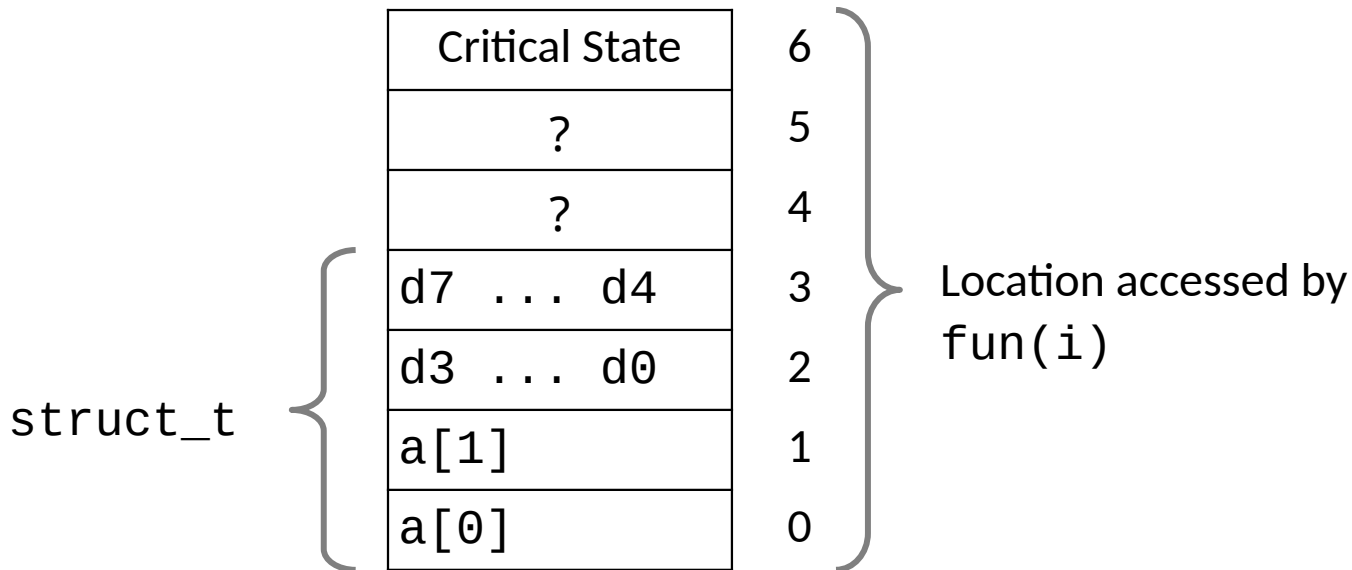 Critical State 6
? 5
? 4
d7 ... d4 3
d3 ... d0 2
a[1] 1
a[0] 0
struct_t
Location accessed by
fun(i)